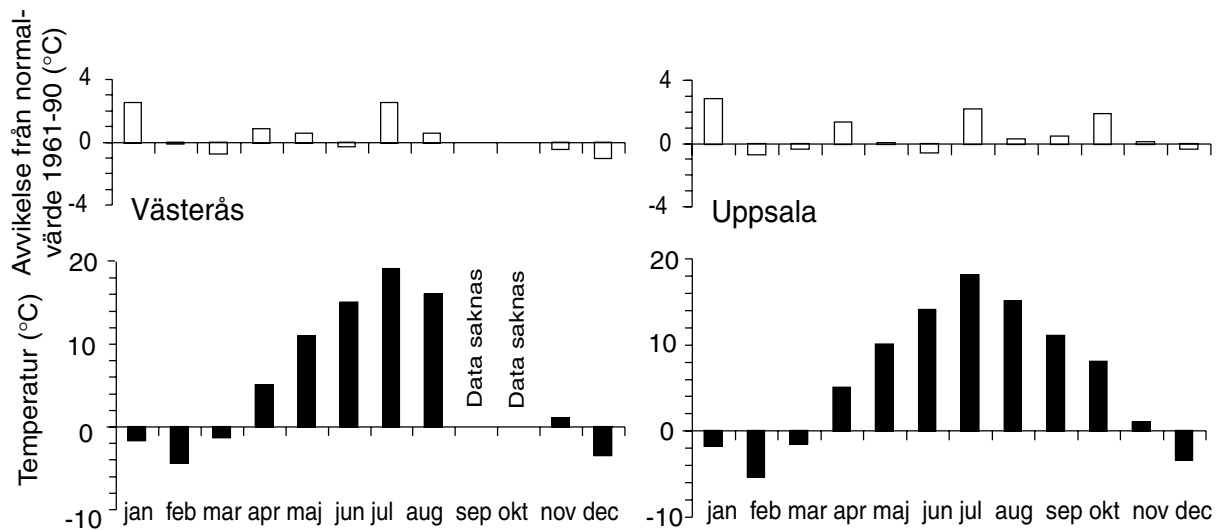 Avvikelse från normal-
värde 1961-90 (°C)
4
0
-4
Västerås
4
0
-4
Uppsala
Temperatur (°C)
20
10
0
-10
Data saknas
Data saknas
jan feb mar apr maj jun jul aug sep okt nov dec
20
10
0
-10
jan feb mar apr maj jun jul aug sep okt nov dec